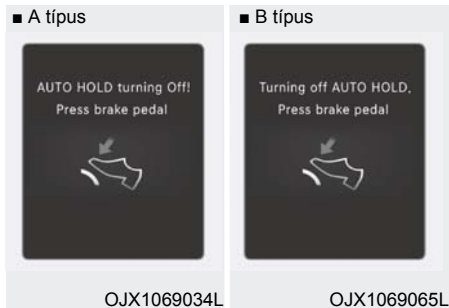 ■ A típus
AUTO HOLD turning Off!
Press brake pedal
OJX1069034L
■ B típus
Turning off AUTO HOLD,
Press brake pedal
OJX1069065L